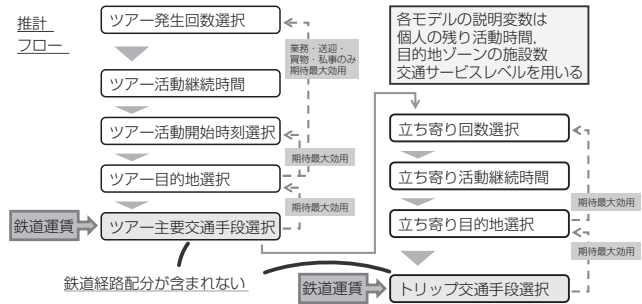 推計
フロー
ツアー発生回数選択
業務・送迎・
買物・私事のみ
期待最大効用
ツアー活動継続時間
ツアー活動開始時刻選択
期待最大効用
ツアー目的地選択
期待最大効用
鉄道運賃
ツアー主要交通手段選択
鉄道経路配分が含まれない
各モデルの説明変数は
個人の残り活動時間,
目的地ゾーンの施設数
交通サービスレベルを用いる
立ち寄り回数選択
立ち寄り活動継続時間
期待最大効用
立ち寄り目的地選択
期待最大効用
鉄道運賃
トリップ交通手段選択